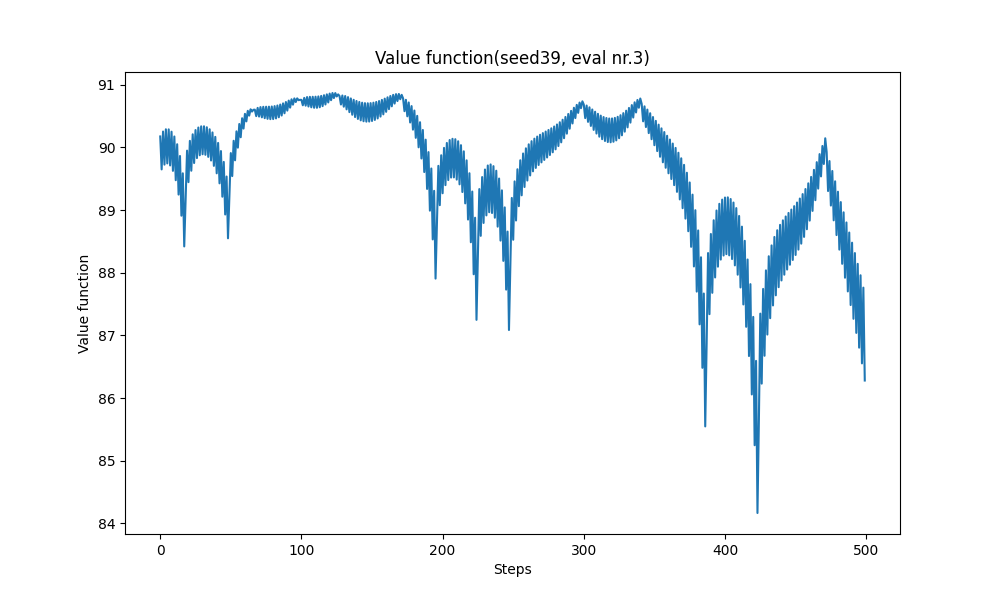 Value function(seed39, eval nr.3)
91
90
89
88
87
86
85
84
Value function
0 100 200 300 400 500
Steps